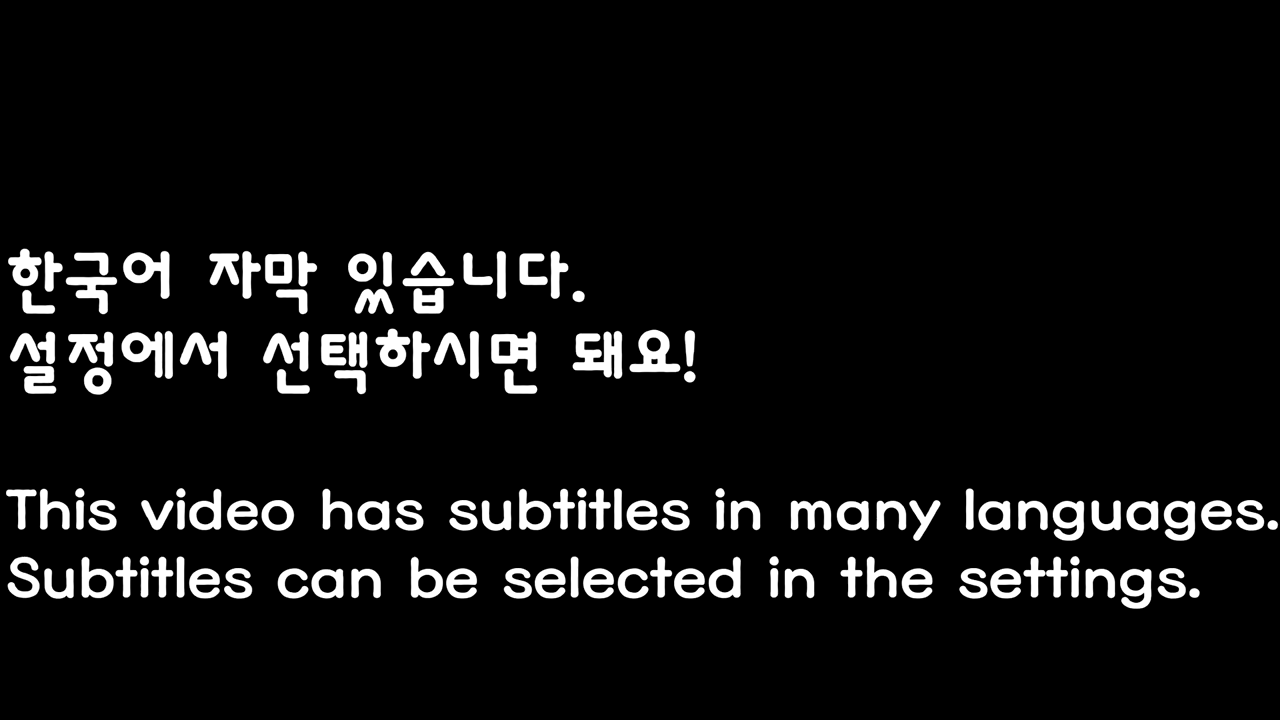 한국어 자막 있습니다.
설정에서 선택하시면 돼요!
This video has subtitles in many languages.
Subtitles can be selected in the settings.